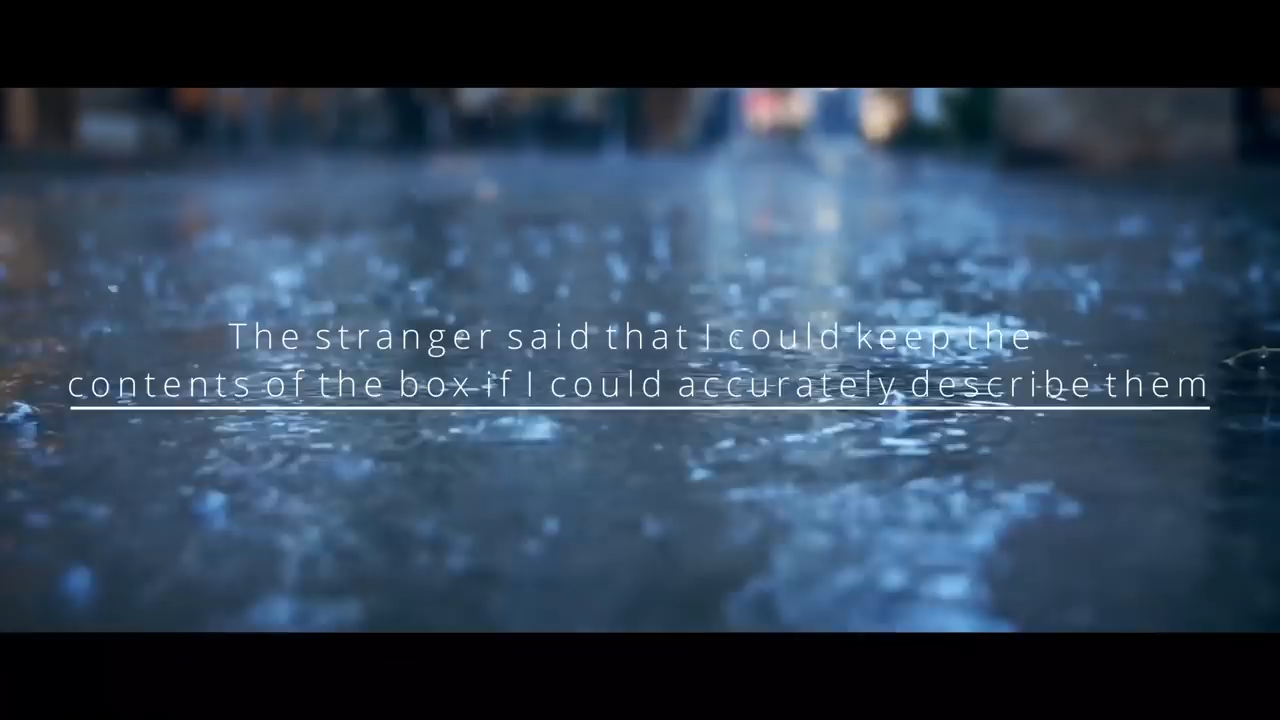 The stranger said that I could keep the
contents of the box if I could accurately describe them